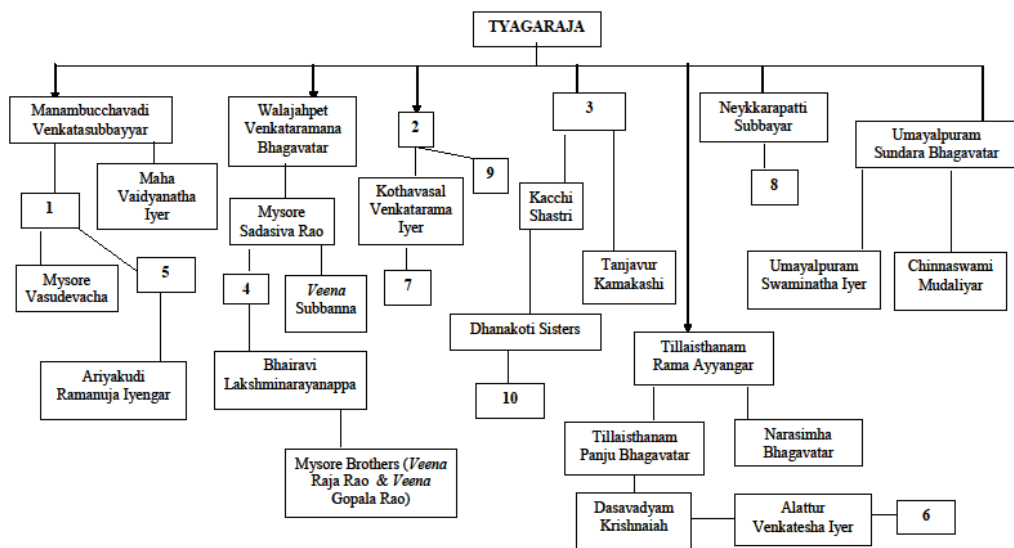 TYAGARAJA
Manambucchavadi
Venkatasubbayyar
Walajahpet
Venkataramana
Bhagavatar
2
3
Neykkarapatti
Subbayar
Umayalpuram
Sundara Bhagavatar
1
Maha
Vaidyanatha
Iyer
Mysore
Sadasiva Rao
Kothavasal
Venkatarama
Iyer
9
Kacchi
Shastri
8
Mysore
Vasudevacha
5
4
Veena
Subbanna
7
Tanjavur
Kamakashi
Umayalpuram
Swaminatha Iyer
Chinnaswami
Mudaliyar
Ariyakudi
Ramanuja Iyengar
Bhairavi
Lakshminarayanappa
Dhanakoti Sisters
10
Tillaisthanam
Rama Ayyangar
Mysore Brothers (Veena
Raja Rao & Veena
Gopala Rao)
Tillaisthanam
Panju Bhagavatar
Narasimha
Bhagavatar
Dasavadyam
Krishnaiah
Alattur
Venkatesha Iyer
6